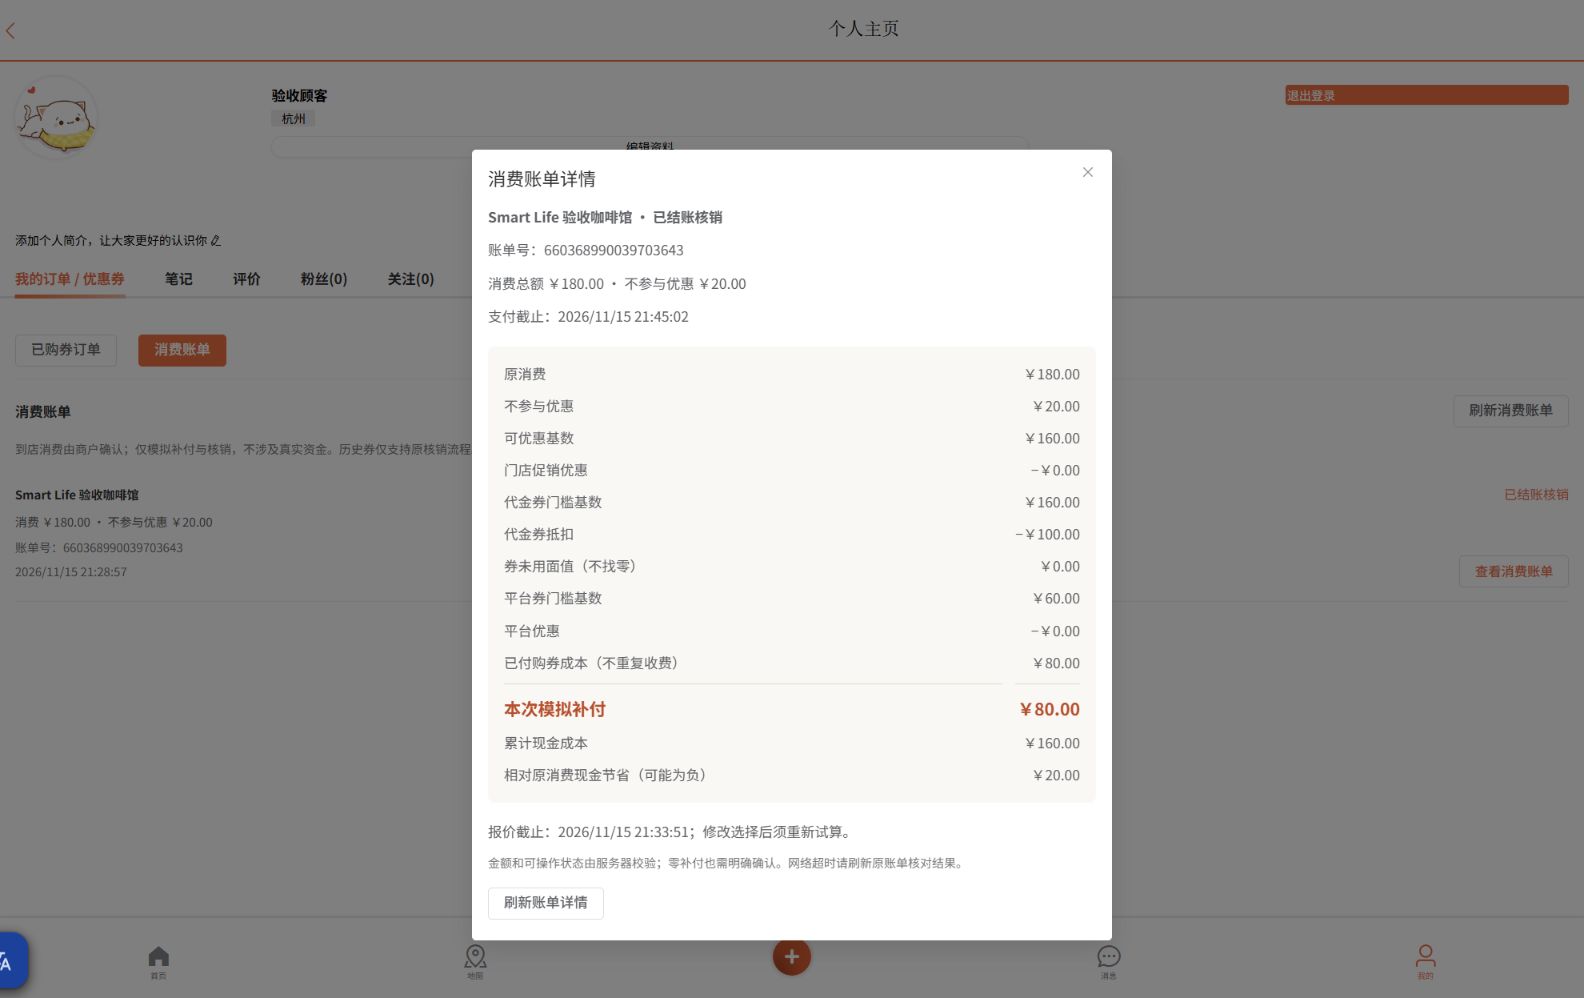 个人主页
验收顾客
退出登录
杭州
编辑资料
添加个人简介，让大家更好的认识你
我的订单 / 优惠券
笔记
评价
粉丝(0)
关注(0)
已购券订单
消费账单
消费账单
刷新消费账单
到店消费由商户确认；仅模拟补付与核销，不涉及真实资金。历史券仅支持原核销流程
Smart Life 验收咖啡馆
已结账核销
消费 ￥180.00 · 不参与优惠 ￥20.00
账单号：660368990039703643
2026/11/15 21:28:57
查看消费账单
消费账单详情
Smart Life 验收咖啡馆 · 已结账核销
账单号：660368990039703643
消费总额 ￥180.00 · 不参与优惠 ￥20.00
支付截止：2026/11/15 21:45:02
原消费 ￥180.00
不参与优惠 ￥20.00
可优惠基数 ￥160.00
门店促销优惠 −￥0.00
代金券门槛基数 ￥160.00
代金券抵扣 −￥100.00
券未用面值（不找零） ￥0.00
平台券门槛基数 ￥60.00
平台优惠 −￥0.00
已付购券成本（不重复收费） ￥80.00
本次模拟补付 ￥80.00
累计现金成本 ￥160.00
相对原消费现金节省（可能为负） ￥20.00
报价截止：2026/11/15 21:33:51；修改选择后须重新试算。
金额和可操作状态由服务器校验；零补付也需明确确认。网络超时请刷新原账单核对结果。
刷新账单详情
首页
地图
消息
我的